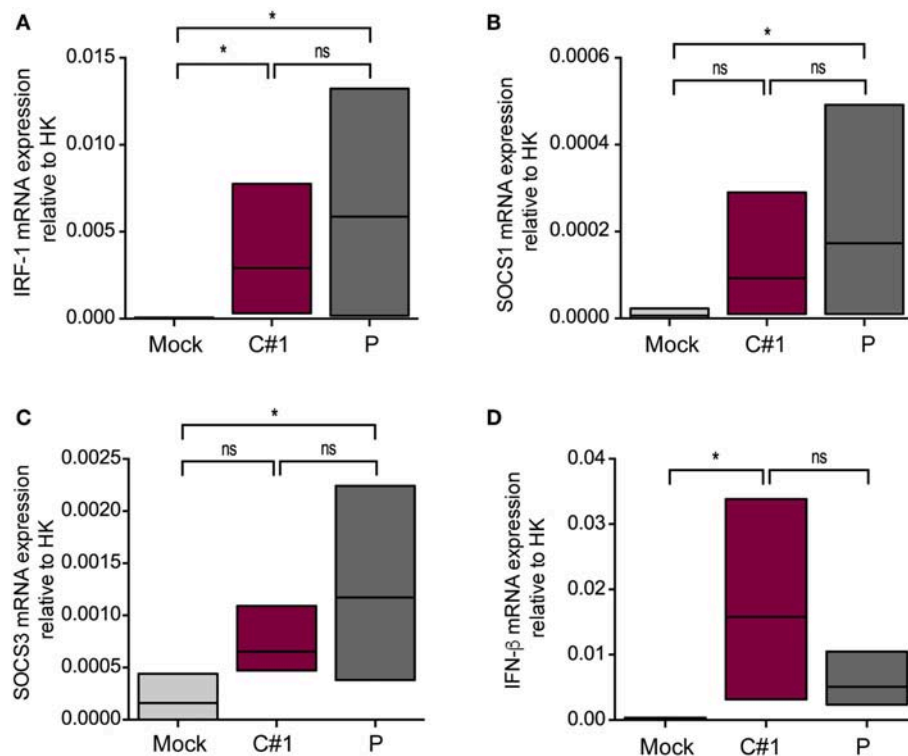 A
*
*
ns
IRF-1 mRNA expression
relative to HK
0.015
0.010
0.005
0.000
Mock
C#1
P
B
*
ns
ns
SOCS1 mRNA expression
relative to HK
0.0006
0.0004
0.0002
0.0000
Mock
C#1
P
C
*
ns
ns
SOCS3 mRNA expression
relative to HK
0.0025
0.0020
0.0015
0.0010
0.0005
0.0000
Mock
C#1
P
D
*
ns
IFN-β mRNA expression
relative to HK
0.04
0.03
0.02
0.01
0.00
Mock
C#1
P